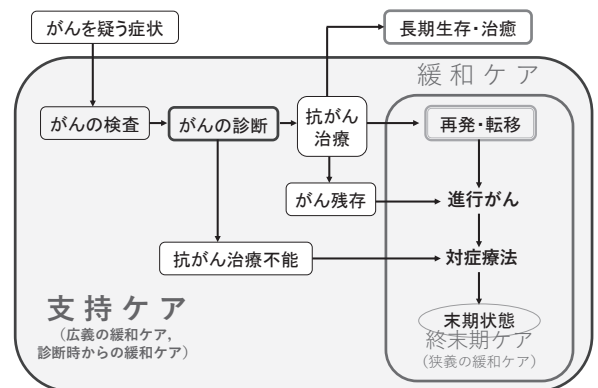 がんを疑う症状
長期生存・治癒
緩和ケア
がんの検査
がんの診断
抗がん
治療
再発・転移
がん残存
進行がん
抗がん治療不能
対症療法
支持ケア
(広義の緩和ケア,
診断時からの緩和ケア)
末期状態
終末期ケア
(狭義の緩和ケア)